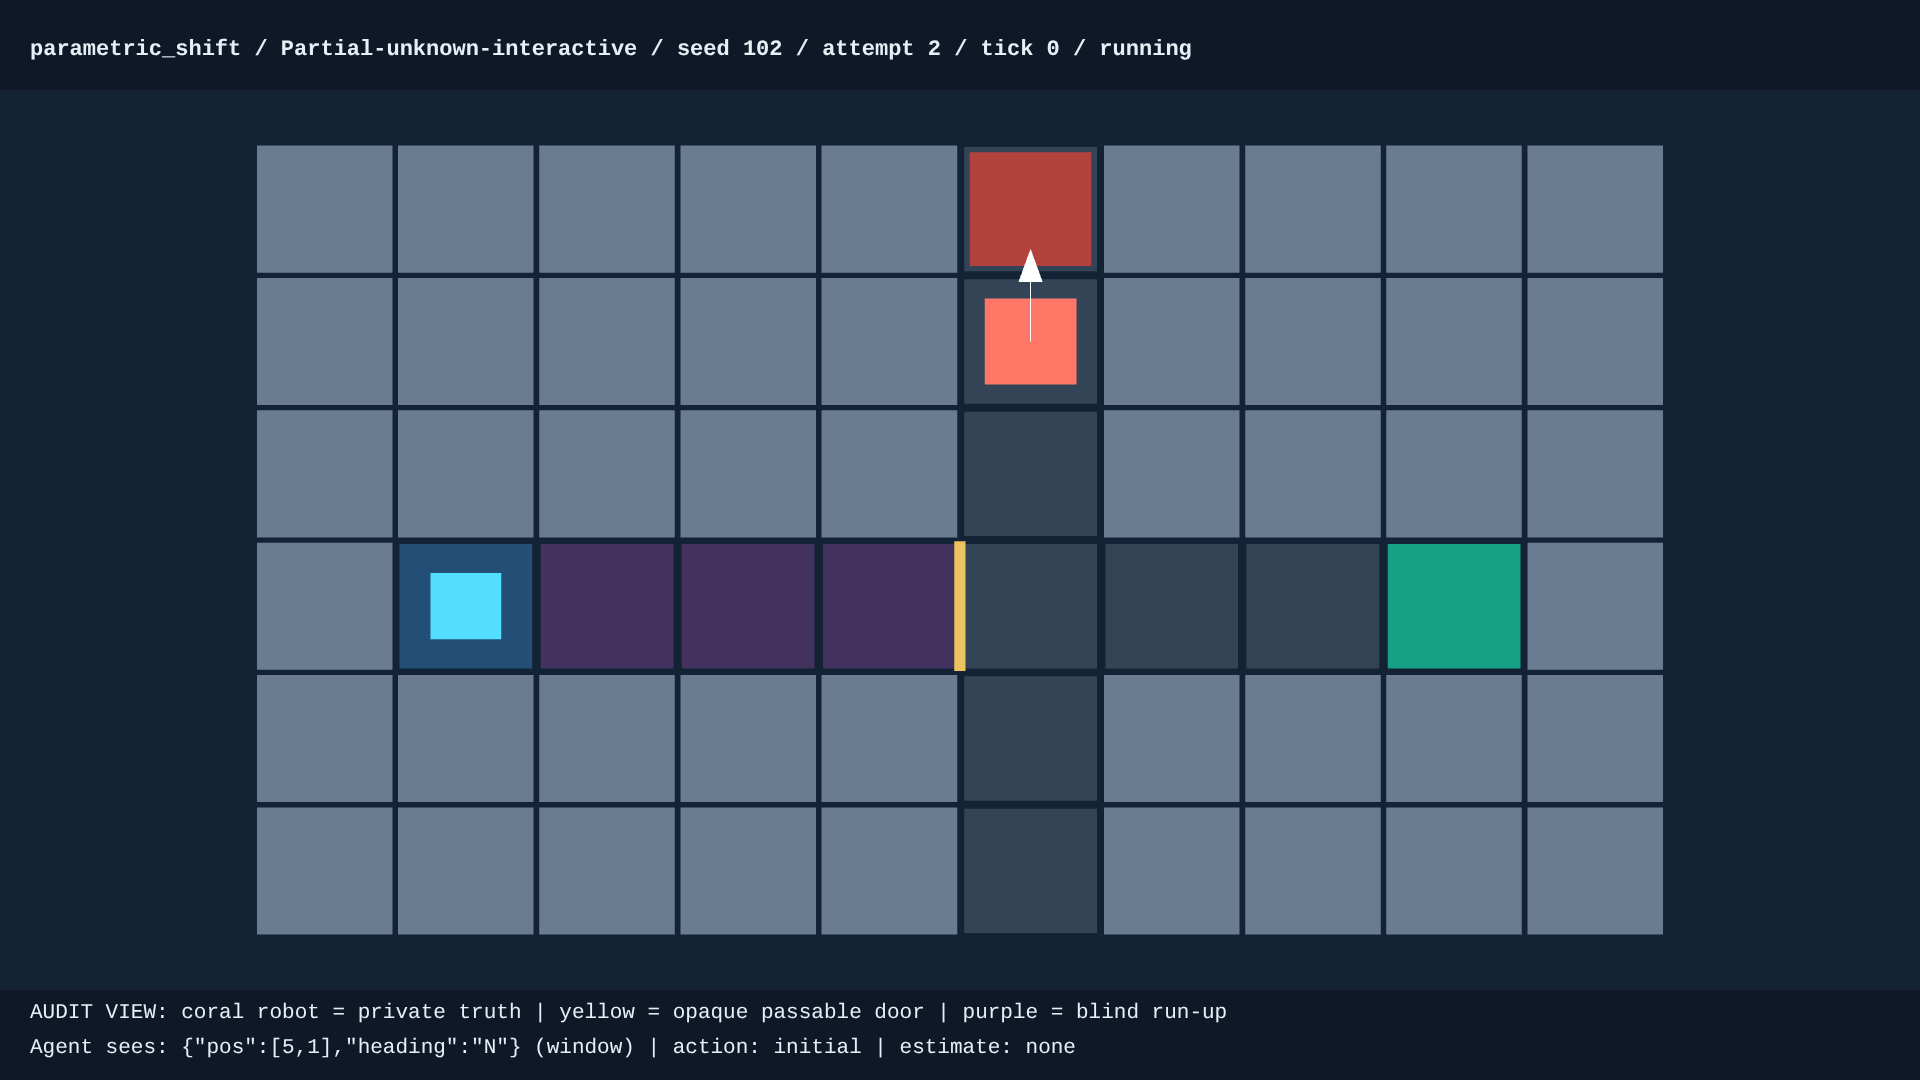 parametric_shift / Partial-unknown-interactive / seed 102 / attempt 2 / tick 0 / running
AUDIT VIEW: coral robot = private truth | yellow = opaque passable door | purple = blind run-up
Agent sees: {"pos":[5,1],"heading":"N"} (window) | action: initial | estimate: none